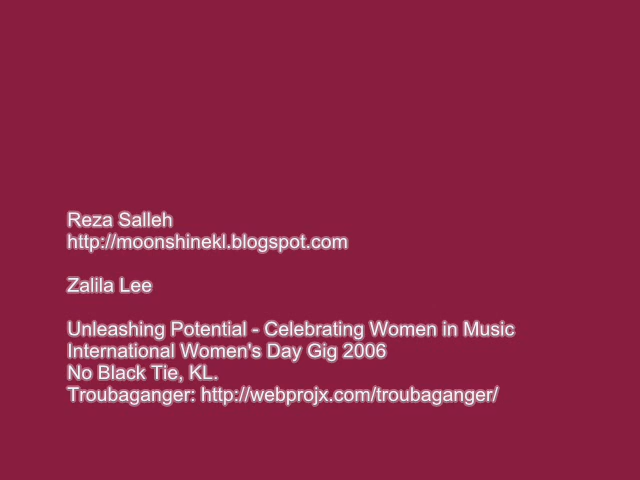 Reza Salleh
http://moonshinekl.blogspot.com
Zalila Lee
Unleashing Potential - Celebrating Women in Music
International Women's Day Gig 2006
No Black Tie, KL.
Troubaganger: http://webprojx.com/troubaganger/